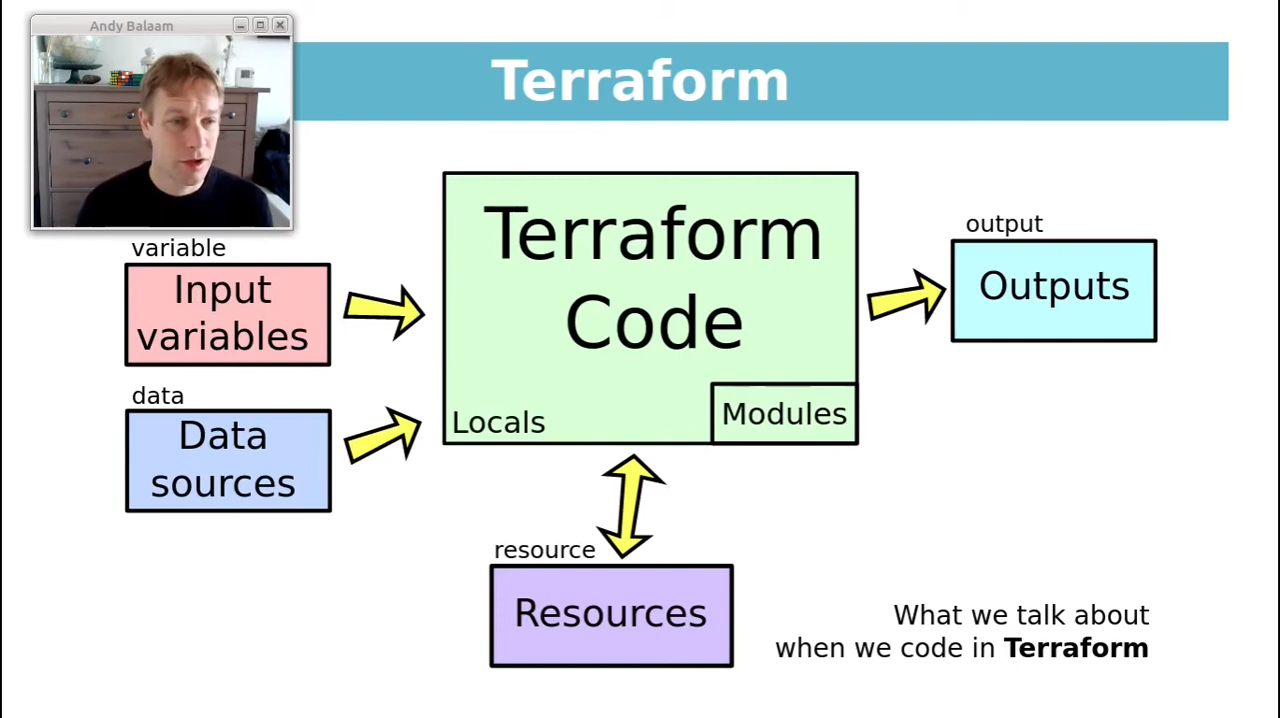 Andy Balaam
Terraform
variable
Input
variables
data
Data
sources
Terraform
Code
Locals
Modules
output
Outputs
resource
Resources
What we talk about
when we code in Terraform